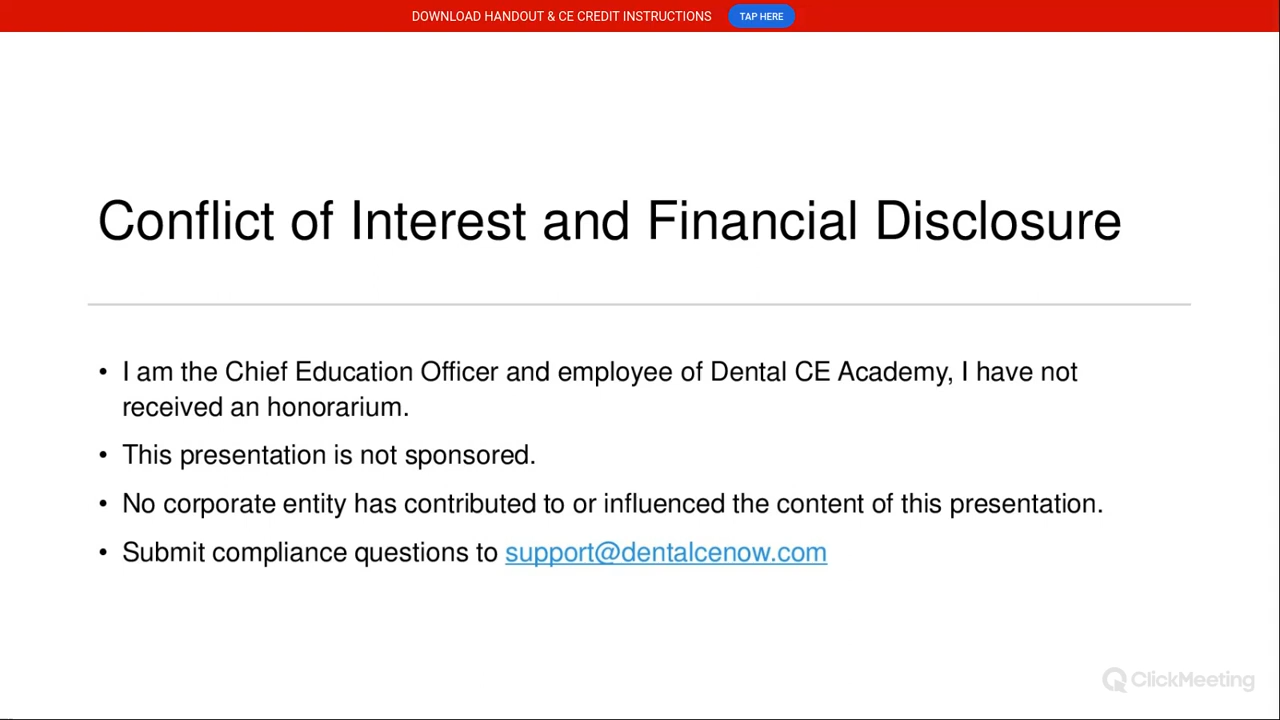 DOWNLOAD HANDOUT & CE CREDIT INSTRUCTIONS TAP HERE
Conflict of Interest and Financial Disclosure
• I am the Chief Education Officer and employee of Dental CE Academy, I have not
received an honorarium.
• This presentation is not sponsored.
• No corporate entity has contributed to or influenced the content of this presentation.
• Submit compliance questions to support@dentalcenow.com
ClickMeeting